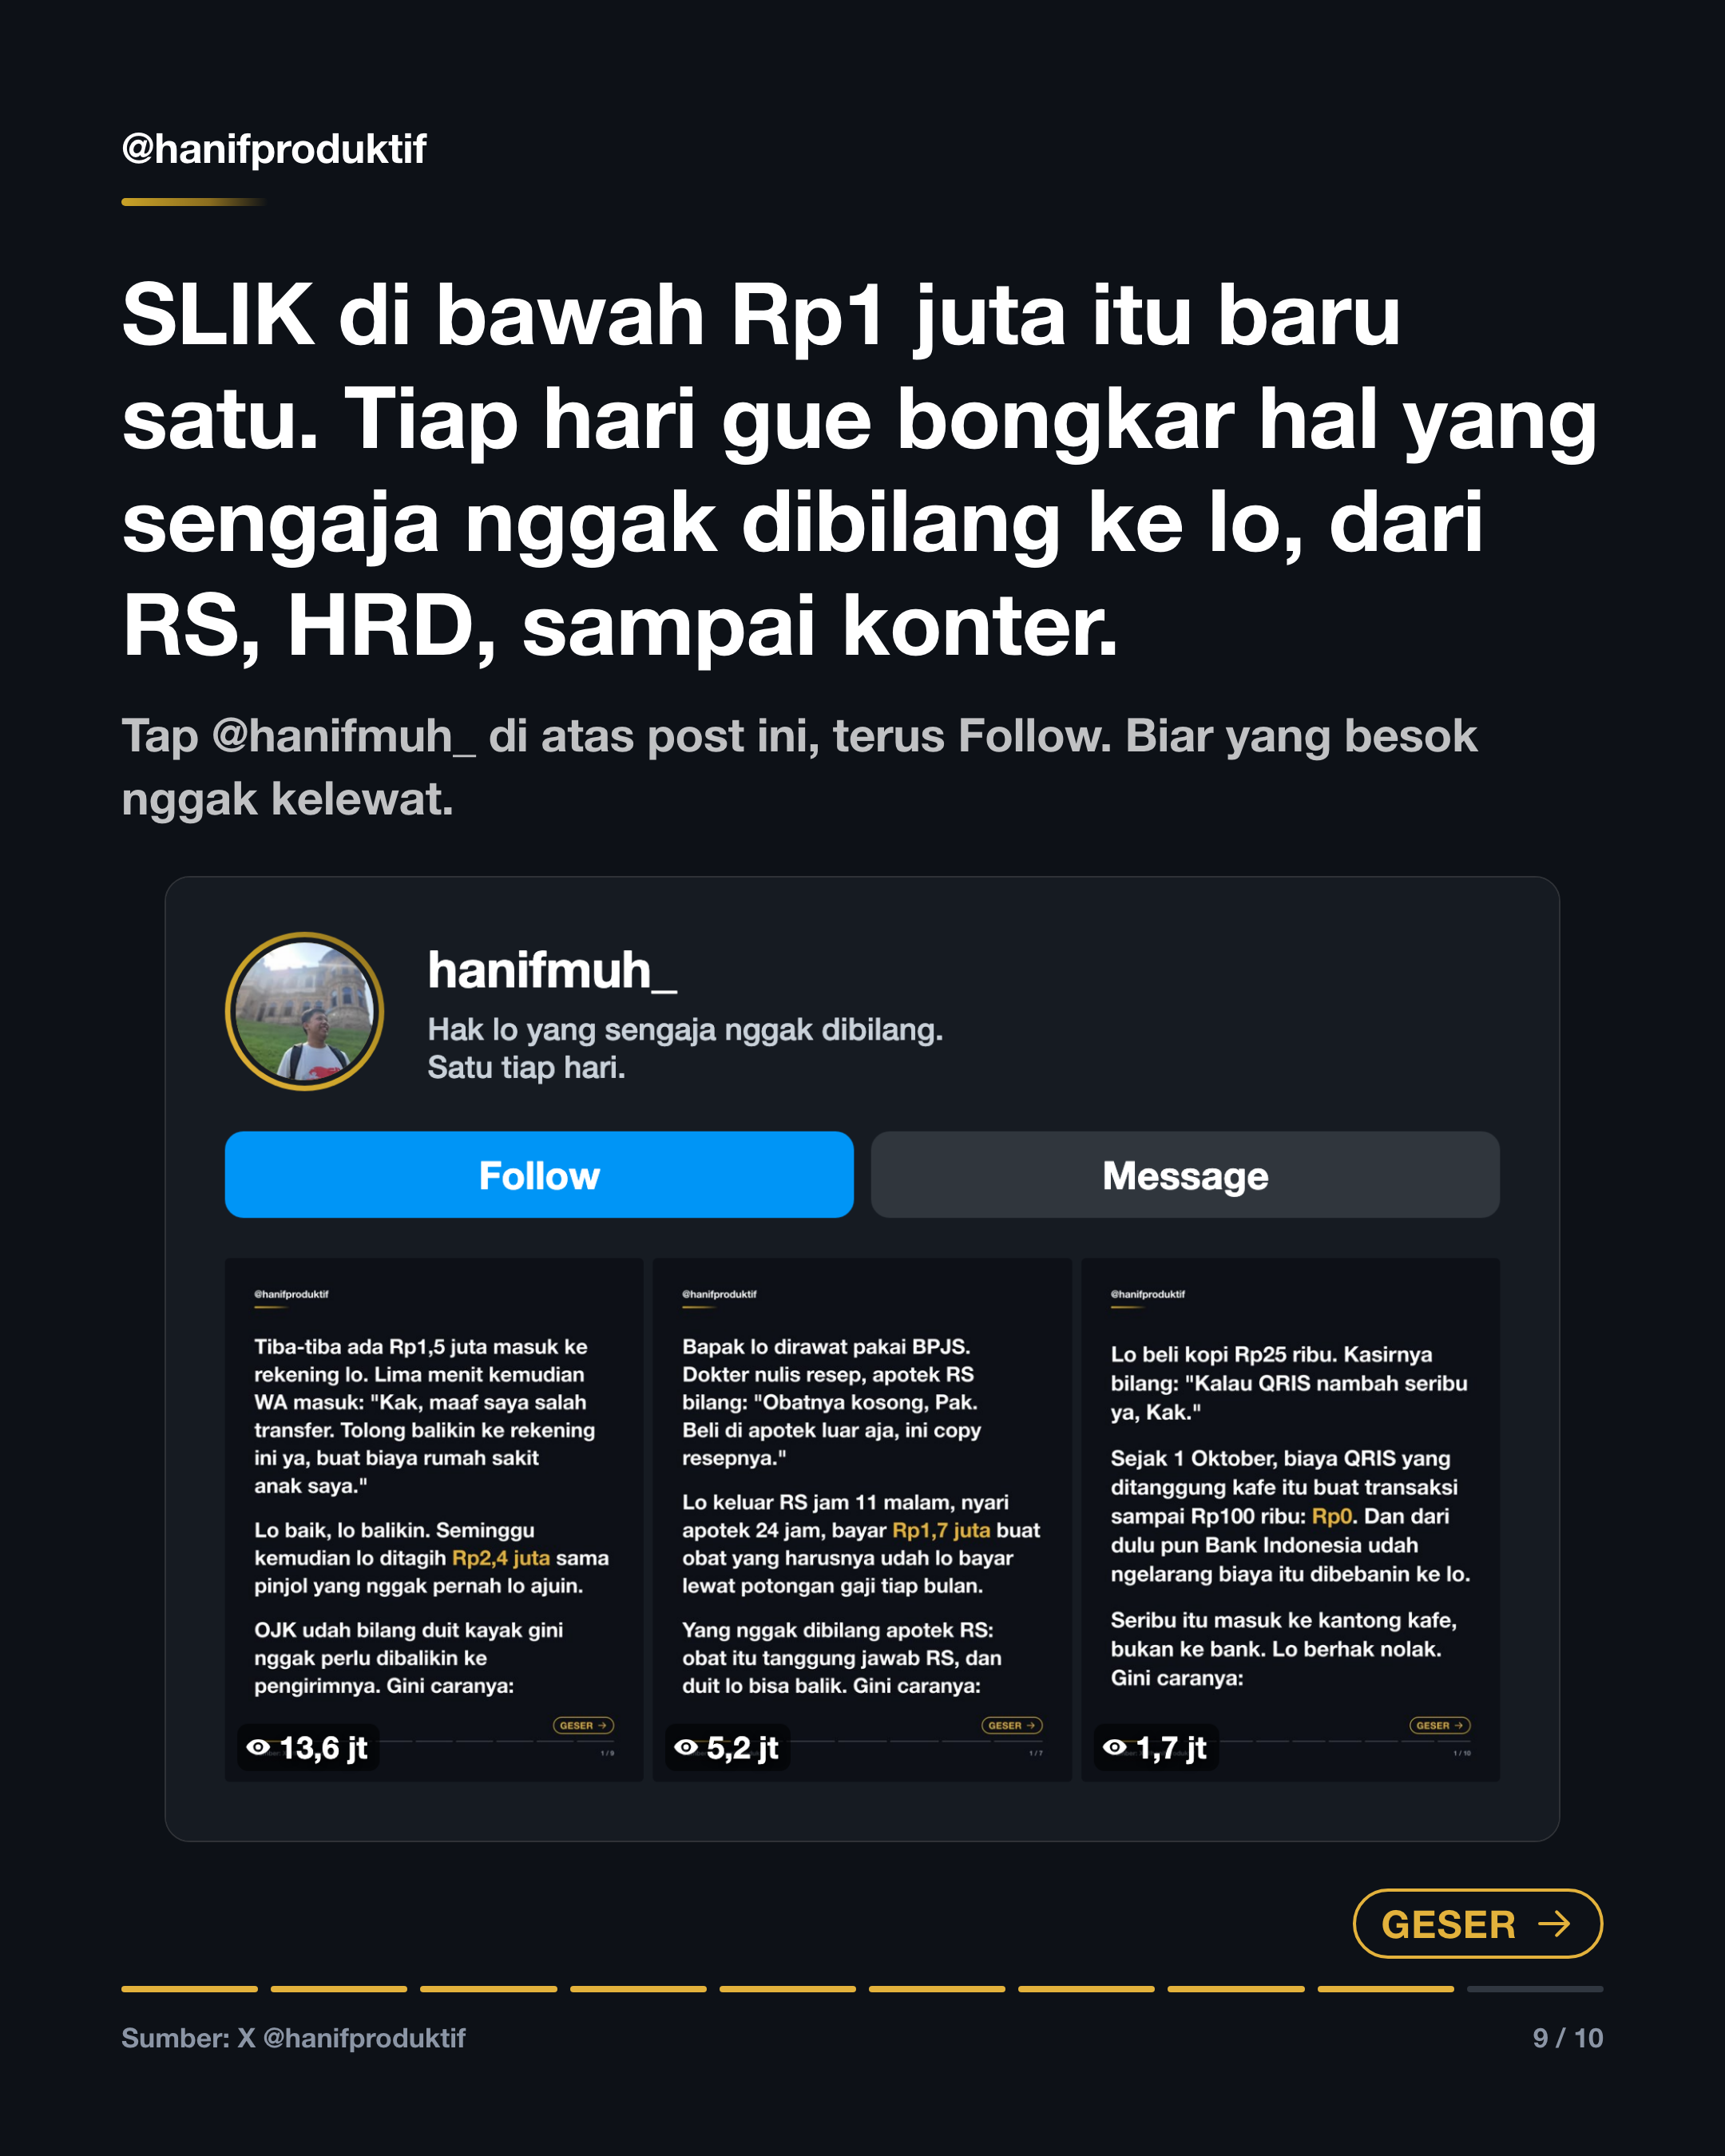 @hanifproduktif
SLIK di bawah Rp1 juta itu baru
satu. Tiap hari gue bongkar hal yang
sengaja nggak dibilang ke lo, dari
RS, HRD, sampai konter.
Tap @hanifmuh_ di atas post ini, terus Follow. Biar yang besok
nggak kelewat.
hanifmuh_
Hak lo yang sengaja nggak dibilang.
Satu tiap hari.
Follow
Message
@hanifproduktif
Tiba-tiba ada Rp1,5 juta masuk ke
rekening lo. Lima menit kemudian
WA masuk: "Kak, maaf saya salah
transfer. Tolong balikin ke rekening
ini ya, buat biaya rumah sakit
anak saya."
Lo baik, lo balikin. Seminggu
kemudian lo ditagih Rp2,4 juta sama
pinjol yang nggak pernah lo ajuin.
OJK udah bilang duit kayak gini
nggak perlu dibalikin ke
pengirimnya. Gini caranya:
GESER →
13,6 jt
@hanifproduktif
Bapak lo dirawat pakai BPJS.
Dokter nulis resep, apotek RS
bilang: "Obatnya kosong, Pak.
Beli di apotek luar aja, ini copy
resepnya."
Lo keluar RS jam 11 malam, nyari
apotek 24 jam, bayar Rp1,7 juta buat
obat yang harusnya udah lo bayar
lewat potongan gaji tiap bulan.
Yang nggak dibilang apotek RS:
obat itu tanggung jawab RS, dan
duit lo bisa balik. Gini caranya:
GESER →
5,2 jt
1 / 7
@hanifproduktif
Lo beli kopi Rp25 ribu. Kasirnya
bilang: "Kalau QRIS nambah seribu
ya, Kak."
Sejak 1 Oktober, biaya QRIS yang
ditanggung kafe itu buat transaksi
sampai Rp100 ribu: Rp0. Dan dari
dulu pun Bank Indonesia udah
ngelarang biaya itu dibebanin ke lo.
Seribu itu masuk ke kantong kafe,
bukan ke bank. Lo berhak nolak.
Gini caranya:
GESER →
1,7 jt
1 / 10
GESER →
Sumber: X @hanifproduktif
9 / 10